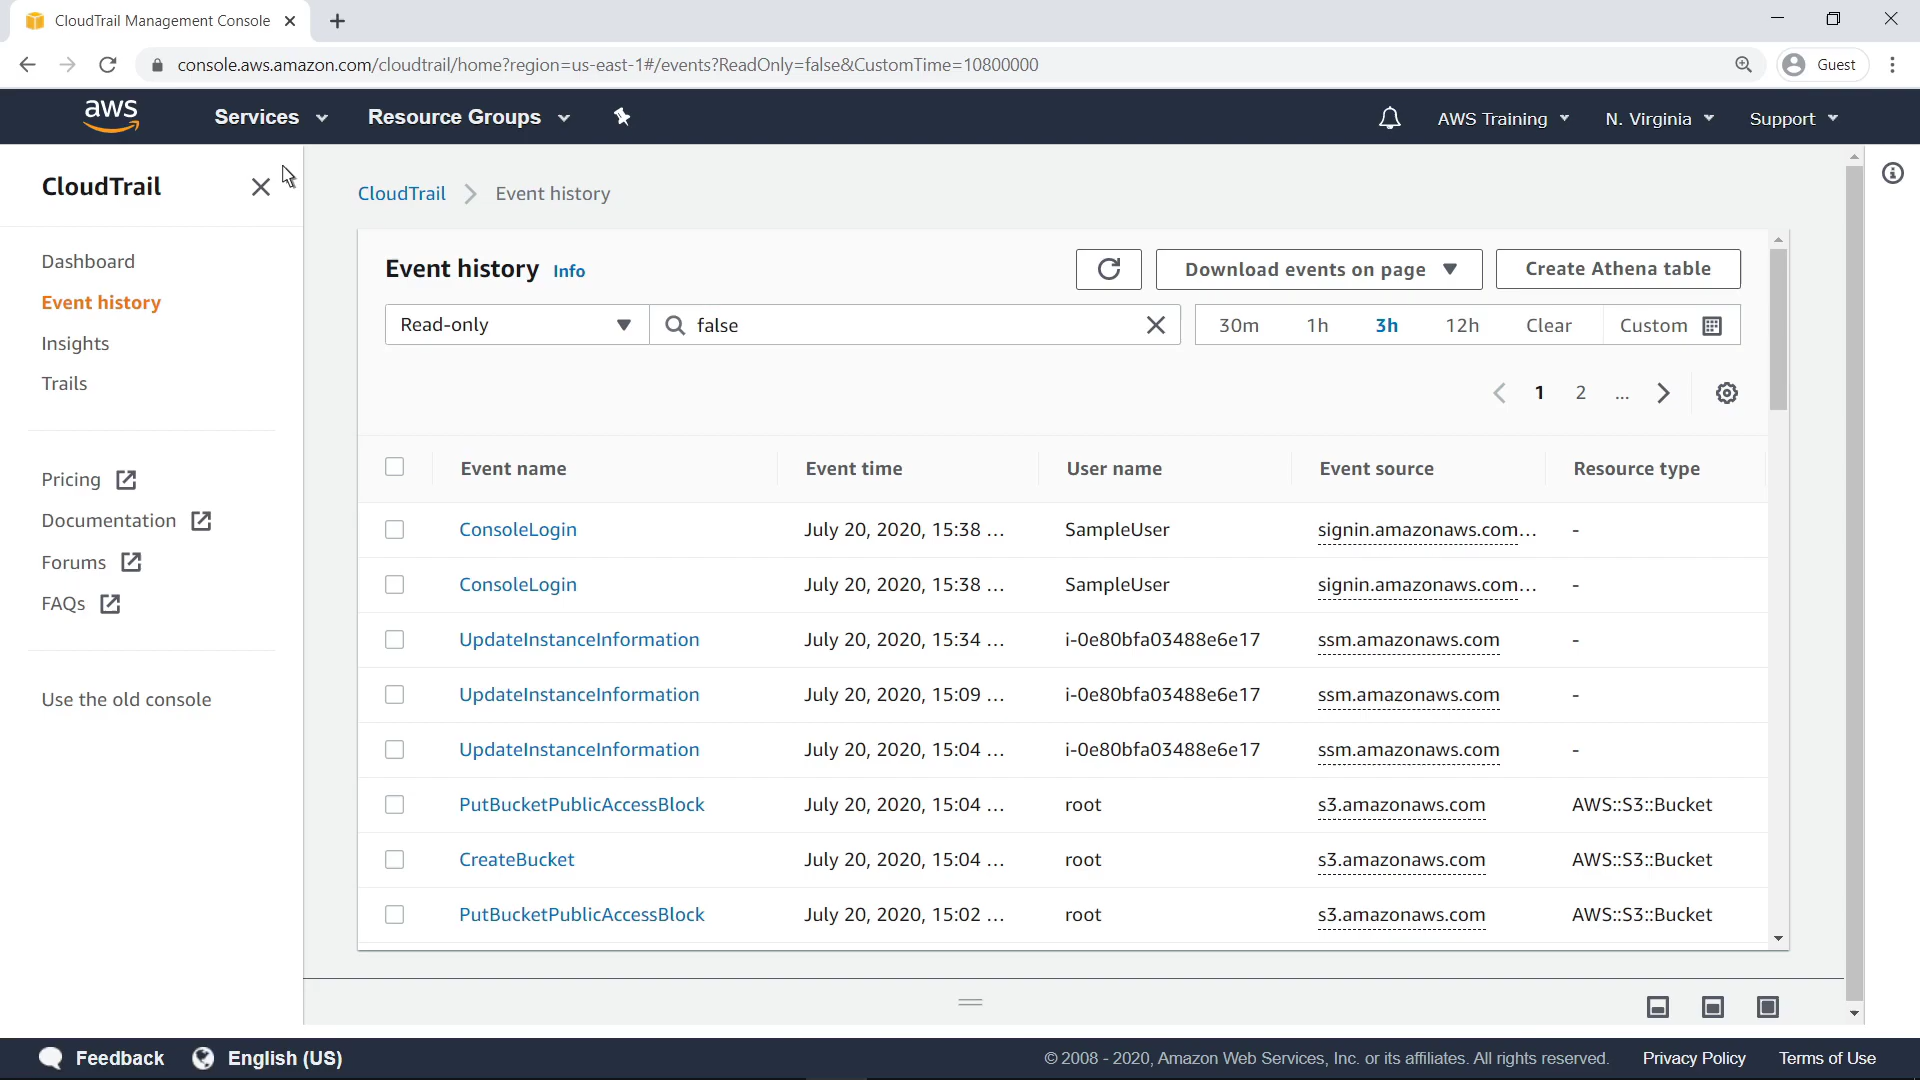 CloudTrail Management Console
console.aws.amazon.com/cloudtrail/home?region=us-east-1#/events?ReadOnly=false&CustomTime=10800000
Guest
aws
Services
Resource Groups
AWS Training
N. Virginia
Support
CloudTrail
Dashboard
Event history
Insights
Trails
Pricing
Documentation
Forums
FAQs
Use the old console
CloudTrail > Event history
Event history Info
Download events on page
Create Athena table
Read-only
false
30m 1h 3h 12h Clear Custom
1 2 ...
Event name Event time User name Event source Resource type
ConsoleLogin July 20, 2020, 15:38 ... SampleUser signin.amazonaws.com... -
ConsoleLogin July 20, 2020, 15:38 ... SampleUser signin.amazonaws.com... -
UpdateInstanceInformation July 20, 2020, 15:34 ... i-0e80bfa03488e6e17 ssm.amazonaws.com -
UpdateInstanceInformation July 20, 2020, 15:09 ... i-0e80bfa03488e6e17 ssm.amazonaws.com -
UpdateInstanceInformation July 20, 2020, 15:04 ... i-0e80bfa03488e6e17 ssm.amazonaws.com -
PutBucketPublicAccessBlock July 20, 2020, 15:04 ... root s3.amazonaws.com AWS::S3::Bucket
CreateBucket July 20, 2020, 15:04 ... root s3.amazonaws.com AWS::S3::Bucket
PutBucketPublicAccessBlock July 20, 2020, 15:02 ... root s3.amazonaws.com AWS::S3::Bucket
Feedback
English (US)
© 2008 - 2020, Amazon Web Services, Inc. or its affiliates. All rights reserved.
Privacy Policy
Terms of Use